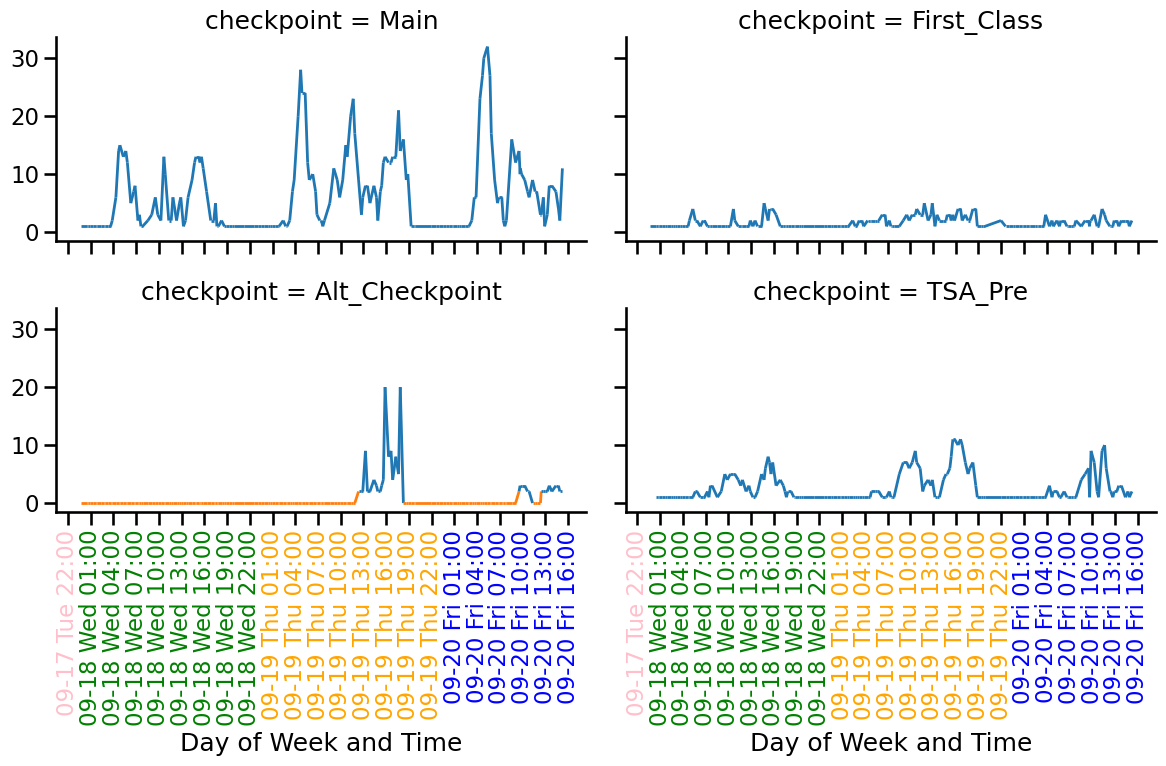 checkpoint = Main
checkpoint = First_Class
30
20
10
0
checkpoint = Alt_Checkpoint
checkpoint = TSA_Pre
30
20
10
0
09-17 Tue 22:00
09-18 Wed 01:00
09-18 Wed 04:00
09-18 Wed 07:00
09-18 Wed 10:00
09-18 Wed 13:00
09-18 Wed 16:00
09-18 Wed 19:00
09-18 Wed 22:00
09-19 Thu 01:00
09-19 Thu 04:00
09-19 Thu 07:00
09-19 Thu 10:00
09-19 Thu 13:00
09-19 Thu 16:00
09-19 Thu 19:00
09-19 Thu 22:00
09-20 Fri 01:00
09-20 Fri 04:00
09-20 Fri 07:00
09-20 Fri 10:00
09-20 Fri 13:00
09-20 Fri 16:00
09-17 Tue 22:00
09-18 Wed 01:00
09-18 Wed 04:00
09-18 Wed 07:00
09-18 Wed 10:00
09-18 Wed 13:00
09-18 Wed 16:00
09-18 Wed 19:00
09-18 Wed 22:00
09-19 Thu 01:00
09-19 Thu 04:00
09-19 Thu 07:00
09-19 Thu 10:00
09-19 Thu 13:00
09-19 Thu 16:00
09-19 Thu 19:00
09-19 Thu 22:00
09-20 Fri 01:00
09-20 Fri 04:00
09-20 Fri 07:00
09-20 Fri 10:00
09-20 Fri 13:00
09-20 Fri 16:00
Day of Week and Time
Day of Week and Time